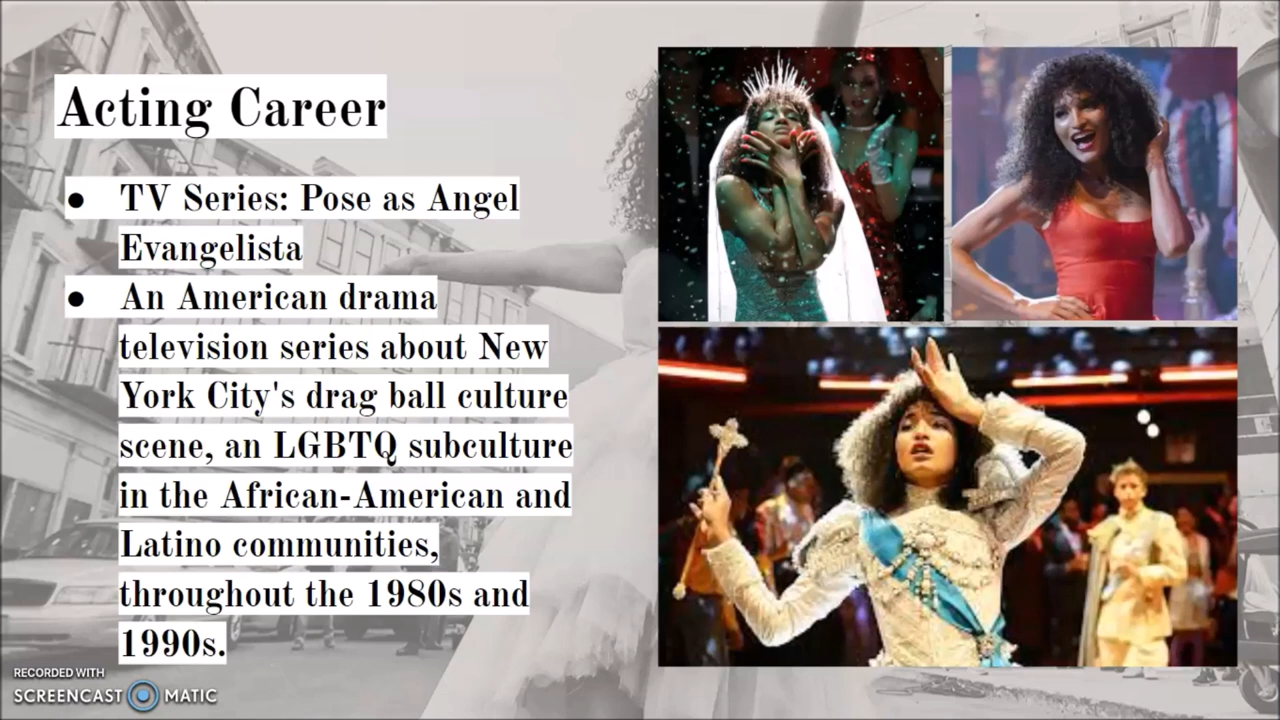 Acting Career
● TV Series: Pose as Angel
Evangelista
● An American drama
television series about New
York City's drag ball culture
scene, an LGBTQ subculture
in the African-American and
Latino communities,
throughout the 1980s and
1990s.
RECORDED WITH
SCREENCAST MATIC